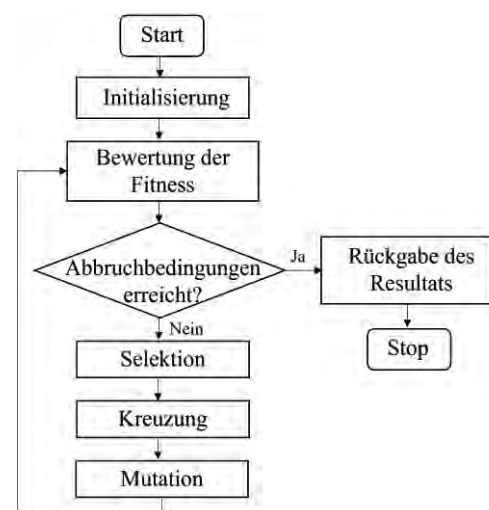 Start
Initialisierung
Bewertung der
Fitness
Abbruchbedingungen
erreicht?
Ja
Rückgabe des
Resultats
Stop
Nein
Selektion
Kreuzung
Mutation